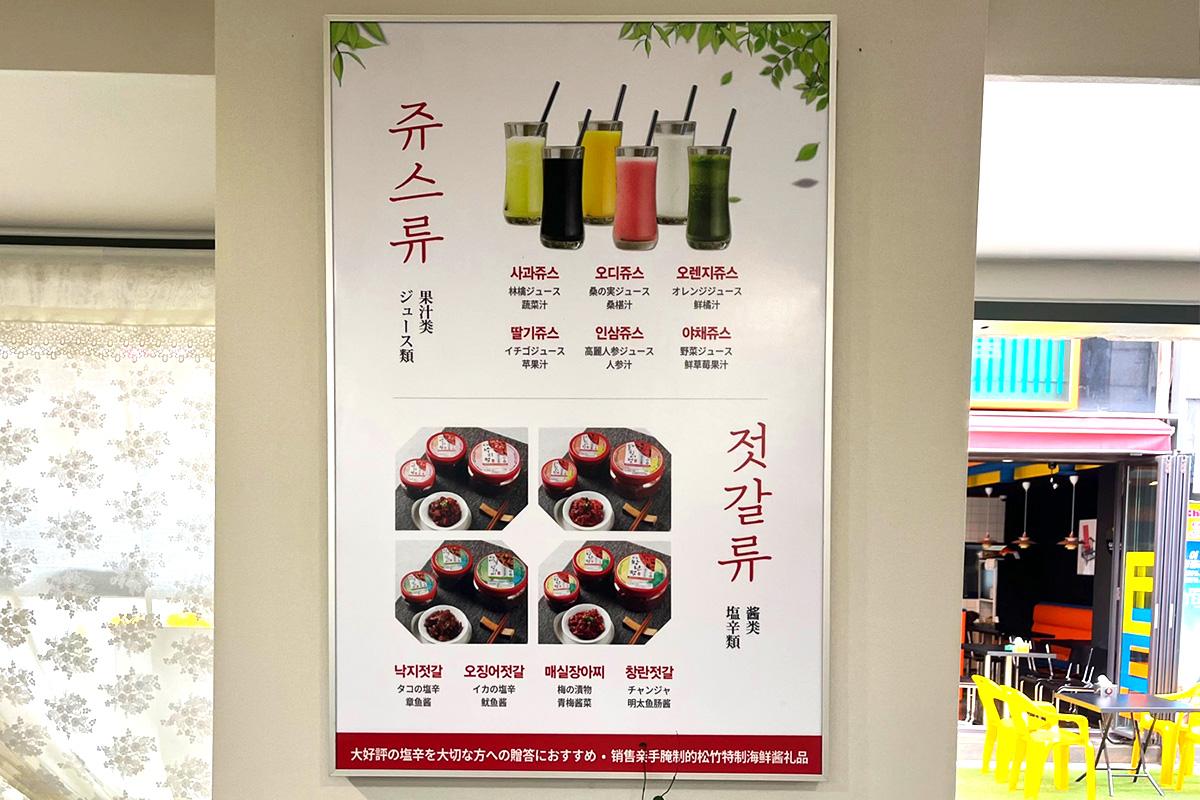 쥬스류
果汁类
ジュース類
사과쥬스
林檎ジュース
蔬菜汁
오디쥬스
桑の実ジュース
桑椹汁
오렌지쥬스
オレンジジュース
鮮橘汁
딸기쥬스
イチゴジュース
苹果汁
인삼쥬스
高麗人参ジュース
人参汁
야채쥬스
野菜ジュース
鮮草莓果汁
젓갈류
酱类
塩辛類
낙지젓갈
タコの塩辛
章鱼酱
오징어젓갈
イカの塩辛
鱿鱼酱
매실장아찌
梅の漬物
青梅酱菜
창란젓갈
チャンジャ
明太鱼肠酱
大好評の塩辛を大切な方への贈答におすすめ・销售亲手腌制的松竹特制海鲜酱礼品